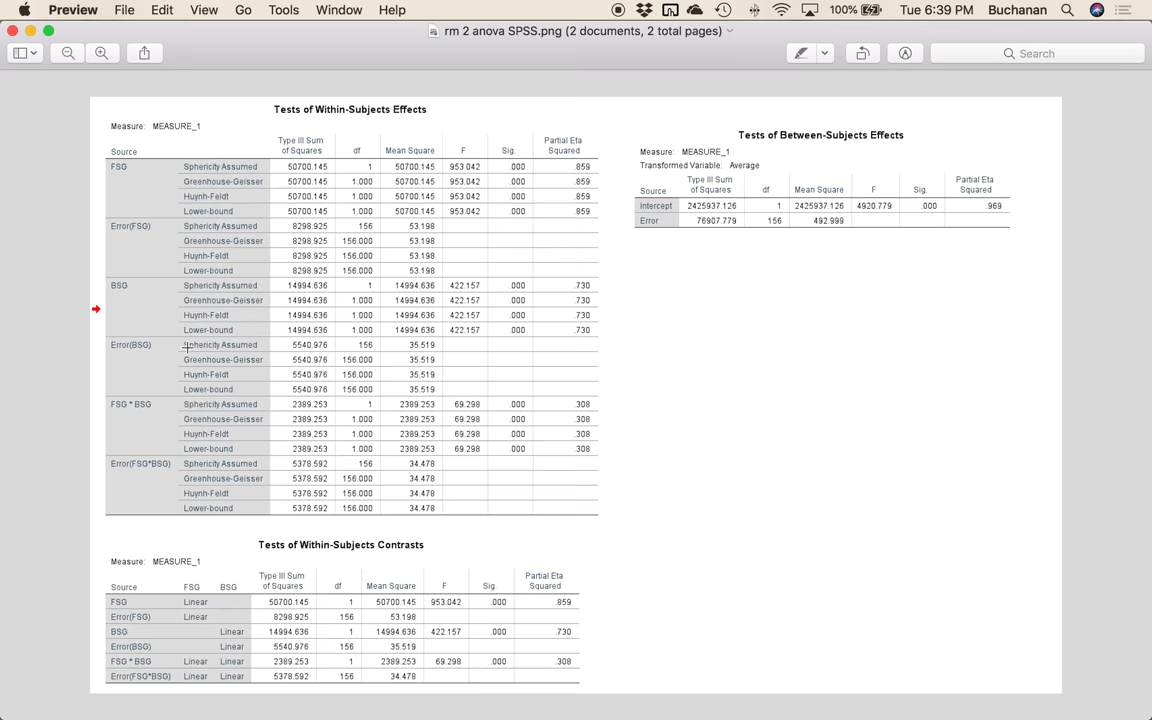 Preview File Edit View Go Tools Window Help 100% Tue 6:39 PM Buchanan
rm 2 anova SPSS.png (2 documents, 2 total pages)
Search
Tests of Within-Subjects Effects
Measure: MEASURE_1
Source Type III Sum of Squares df Mean Square F Sig. Partial Eta Squared
FSG Sphericity Assumed 50700.145 1 50700.145 953.042 .000 .859
Greenhouse-Geisser 50700.145 1.000 50700.145 953.042 .000 .859
Huynh-Feldt 50700.145 1.000 50700.145 953.042 .000 .859
Lower-bound 50700.145 1.000 50700.145 953.042 .000 .859
Error(FSG) Sphericity Assumed 8298.925 156 53.198
Greenhouse-Geisser 8298.925 156.000 53.198
Huynh-Feldt 8298.925 156.000 53.198
Lower-bound 8298.925 156.000 53.198
BSG Sphericity Assumed 14994.636 1 14994.636 422.157 .000 .730
Greenhouse-Geisser 14994.636 1.000 14994.636 422.157 .000 .730
Huynh-Feldt 14994.636 1.000 14994.636 422.157 .000 .730
Lower-bound 14994.636 1.000 14994.636 422.157 .000 .730
Error(BSG) Sphericity Assumed 5540.976 156 35.519
Greenhouse-Geisser 5540.976 156.000 35.519
Huynh-Feldt 5540.976 156.000 35.519
Lower-bound 5540.976 156.000 35.519
FSG * BSG Sphericity Assumed 2389.253 1 2389.253 69.298 .000 .308
Greenhouse-Geisser 2389.253 1.000 2389.253 69.298 .000 .308
Huynh-Feldt 2389.253 1.000 2389.253 69.298 .000 .308
Lower-bound 2389.253 1.000 2389.253 69.298 .000 .308
Error(FSG*BSG) Sphericity Assumed 5378.592 156 34.478
Greenhouse-Geisser 5378.592 156.000 34.478
Huynh-Feldt 5378.592 156.000 34.478
Lower-bound 5378.592 156.000 34.478
Tests of Within-Subjects Contrasts
Measure: MEASURE_1
Source FSG BSG Type III Sum of Squares df Mean Square F Sig. Partial Eta Squared
FSG Linear 50700.145 1 50700.145 953.042 .000 .859
Error(FSG) Linear 8298.925 156 53.198
BSG Linear 14994.636 1 14994.636 422.157 .000 .730
Error(BSG) Linear 5540.976 156 35.519
FSG * BSG Linear Linear 2389.253 1 2389.253 69.298 .000 .308
Error(FSG*BSG) Linear Linear 5378.592 156 34.478
Tests of Between-Subjects Effects
Measure: MEASURE_1
Transformed Variable: Average
Source Type III Sum of Squares df Mean Square F Sig. Partial Eta Squared
Intercept 2425937.126 1 2425937.126 4920.779 .000 .969
Error 76907.779 156 492.999